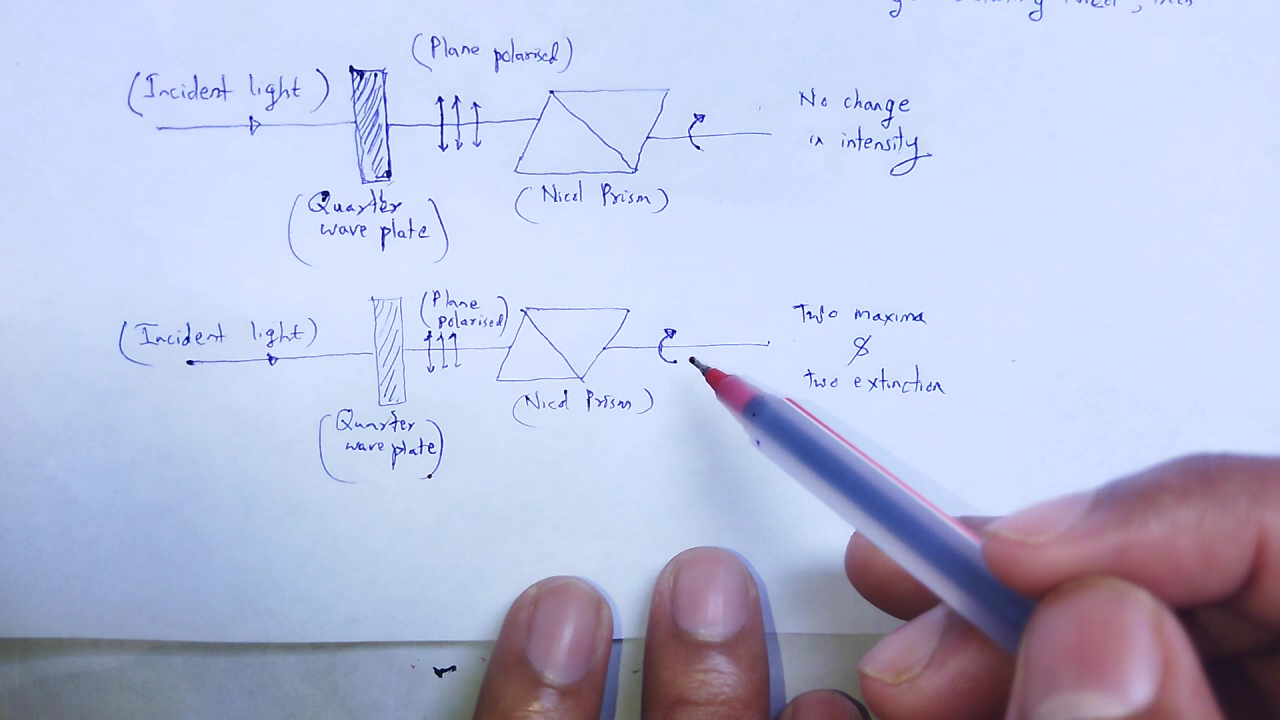 (Plane polarised)
(Incident light)
No change
in intensity
(Quarter
wave plate)
(Nicol Prism)
(Plane
polarised)
(Incident light)
Two maxima
&
two extinction
(Nicol Prism)
(Quarter
wave plate)